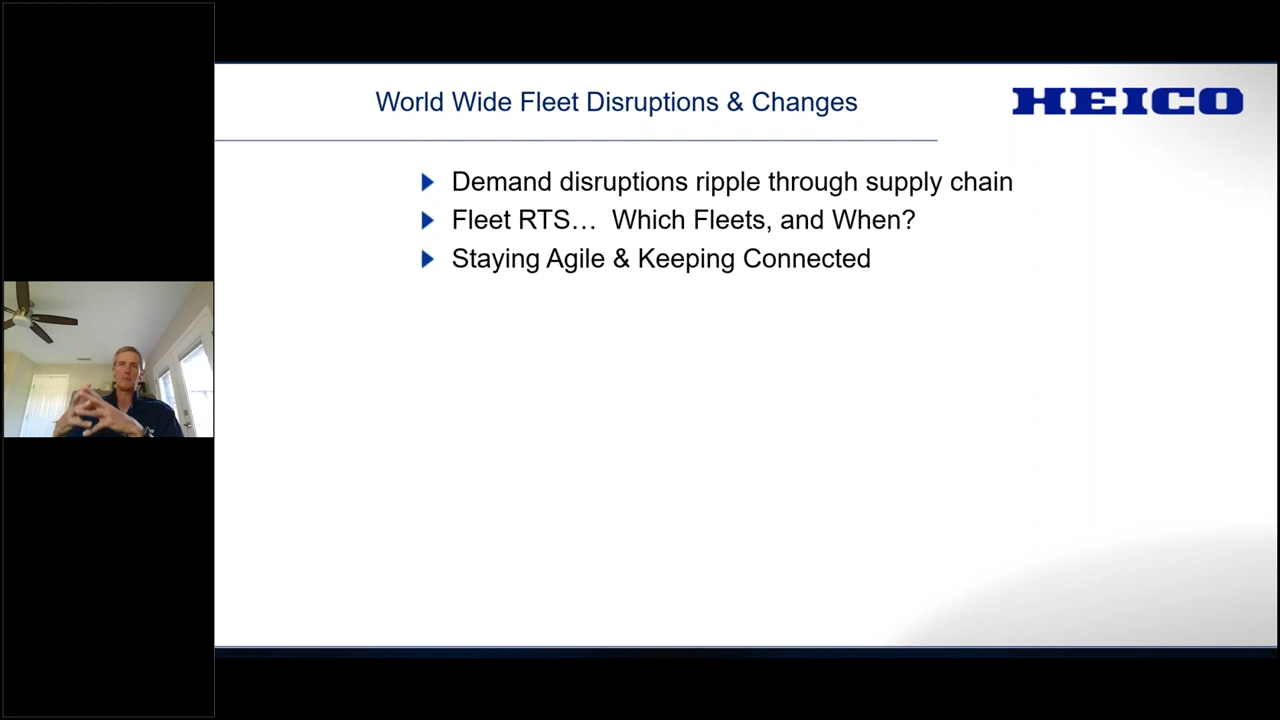 World Wide Fleet Disruptions & Changes
HEICO
Demand disruptions ripple through supply chain
Fleet RTS... Which Fleets, and When?
Staying Agile & Keeping Connected